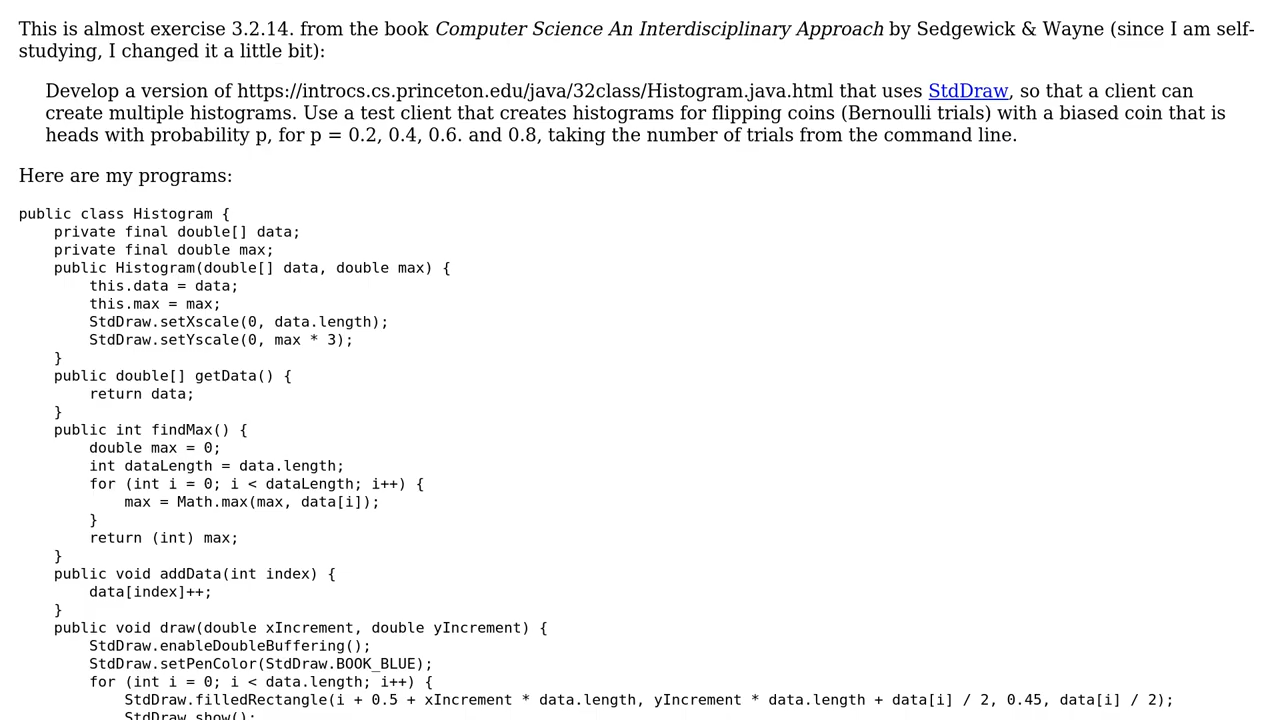 This is almost exercise 3.2.14. from the book Computer Science An Interdisciplinary Approach by Sedgewick & Wayne (since I am self-
studying, I changed it a little bit):
Develop a version of https://introcs.cs.princeton.edu/java/32class/Histogram.java.html that uses StdDraw, so that a client can
create multiple histograms. Use a test client that creates histograms for flipping coins (Bernoulli trials) with a biased coin that is
heads with probability p, for p = 0.2, 0.4, 0.6. and 0.8, taking the number of trials from the command line.
Here are my programs:
public class Histogram {
    private final double[] data;
    private final double max;
    public Histogram(double[] data, double max) {
        this.data = data;
        this.max = max;
        StdDraw.setXscale(0, data.length);
        StdDraw.setYscale(0, max * 3);
    }
    public double[] getData() {
        return data;
    }
    public int findMax() {
        double max = 0;
        int dataLength = data.length;
        for (int i = 0; i < dataLength; i++) {
            max = Math.max(max, data[i]);
        }
        return (int) max;
    }
    public void addData(int index) {
        data[index]++;
    }
    public void draw(double xIncrement, double yIncrement) {
        StdDraw.enableDoubleBuffering();
        StdDraw.setPenColor(StdDraw.BOOK_BLUE);
        for (int i = 0; i < data.length; i++) {
            StdDraw.filledRectangle(i + 0.5 + xIncrement * data.length, yIncrement * data.length + data[i] / 2, 0.45, data[i] / 2);
            StdDraw.show();